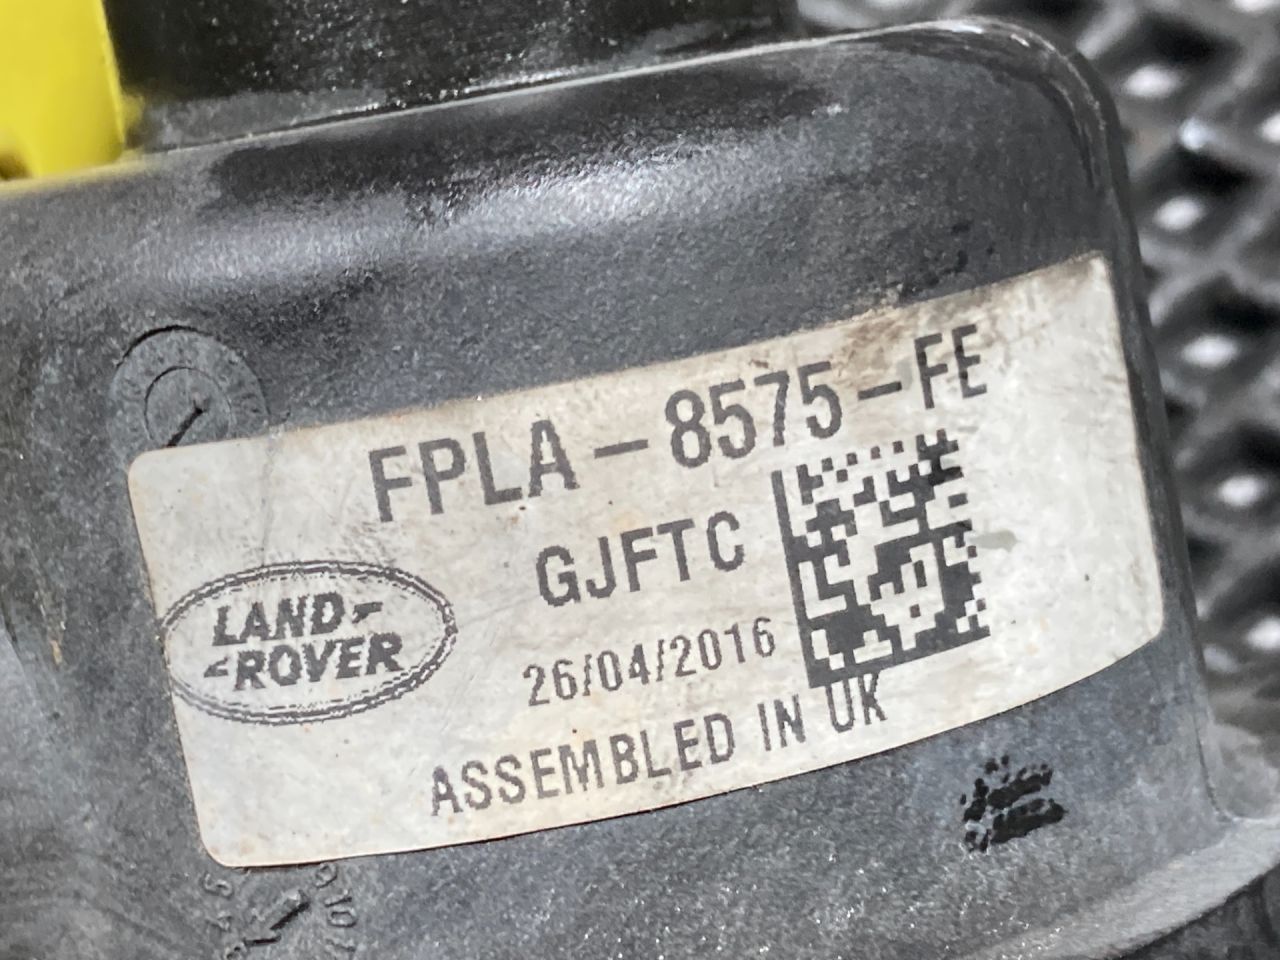 FPLA-8575-FE
GJFTC
LAND-
ROVER
26/04/2016
ASSEMBLED IN UK